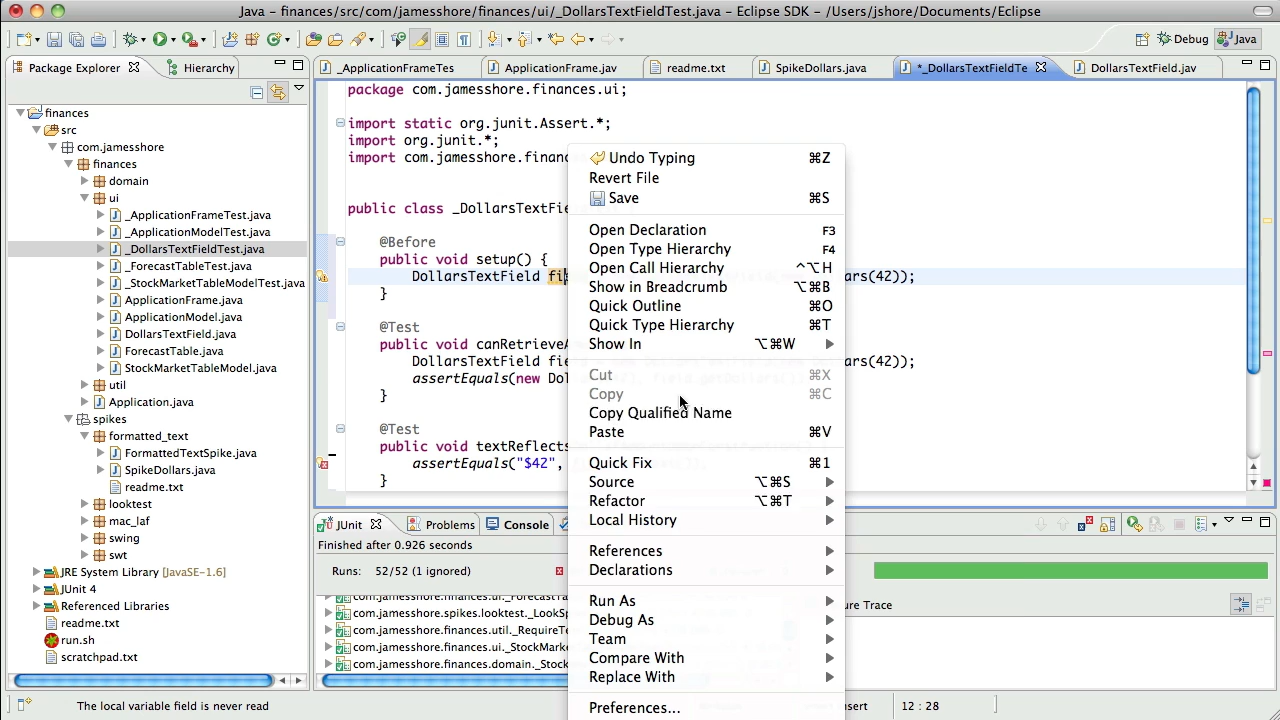 Java – finances/src/com/jamesshore/finances/ui/_DollarsTextFieldTest.java – Eclipse SDK – /Users/jshore/Documents/Eclipse
Debug
Java
Package Explorer
Hierarchy
finances
src
com.jamesshore
finances
domain
ui
_ApplicationFrameTest.java
_ApplicationModelTest.java
_DollarsTextFieldTest.java
_ForecastTableTest.java
_StockMarketTableModelTest.java
ApplicationFrame.java
ApplicationModel.java
DollarsTextField.java
ForecastTable.java
StockMarketTableModel.java
util
Application.java
spikes
formatted_text
FormattedTextSpike.java
SpikeDollars.java
readme.txt
looktest
mac_laf
swing
swt
JRE System Library [JavaSE-1.6]
JUnit 4
Referenced Libraries
readme.txt
run.sh
scratchpad.txt
_ApplicationFrameTes
ApplicationFrame.jav
readme.txt
SpikeDollars.java
*_DollarsTextFieldTe
DollarsTextField.jav
package com.jamesshore.finances.ui;
import static org.junit.Assert.*;
import org.junit.*;
import com.jamesshore.financ
public class _DollarsTextFie
@Before
public void setup() {
DollarsTextField fi
ars(42));
}
@Test
public void canRetrieveA
DollarsTextField fie
ars(42));
assertEquals(new Dol
}
@Test
public void textReflects
assertEquals("$42",
}
Undo Typing ⌘Z
Revert File
Save ⌘S
Open Declaration F3
Open Type Hierarchy F4
Open Call Hierarchy ^⌥H
Show in Breadcrumb ⌥⌘B
Quick Outline ⌘O
Quick Type Hierarchy ⌘T
Show In ⌥⌘W
Cut ⌘X
Copy ⌘C
Copy Qualified Name
Paste ⌘V
Quick Fix ⌘1
Source ⌥⌘S
Refactor ⌥⌘T
Local History
References
Declarations
Run As
Debug As
Team
Compare With
Replace With
Preferences...
JUnit
Problems
Console
Finished after 0.926 seconds
Runs: 52/52 (1 ignored)
ure Trace
com.jamesshore.finances.ui._ForecastTa
com.jamesshore.spikes.looktest._LookSp
com.jamesshore.finances.util._RequireTe
com.jamesshore.finances.ui._StockMark
com.jamesshore.finances.domain._Stock
The local variable field is never read
nsert
12 : 28